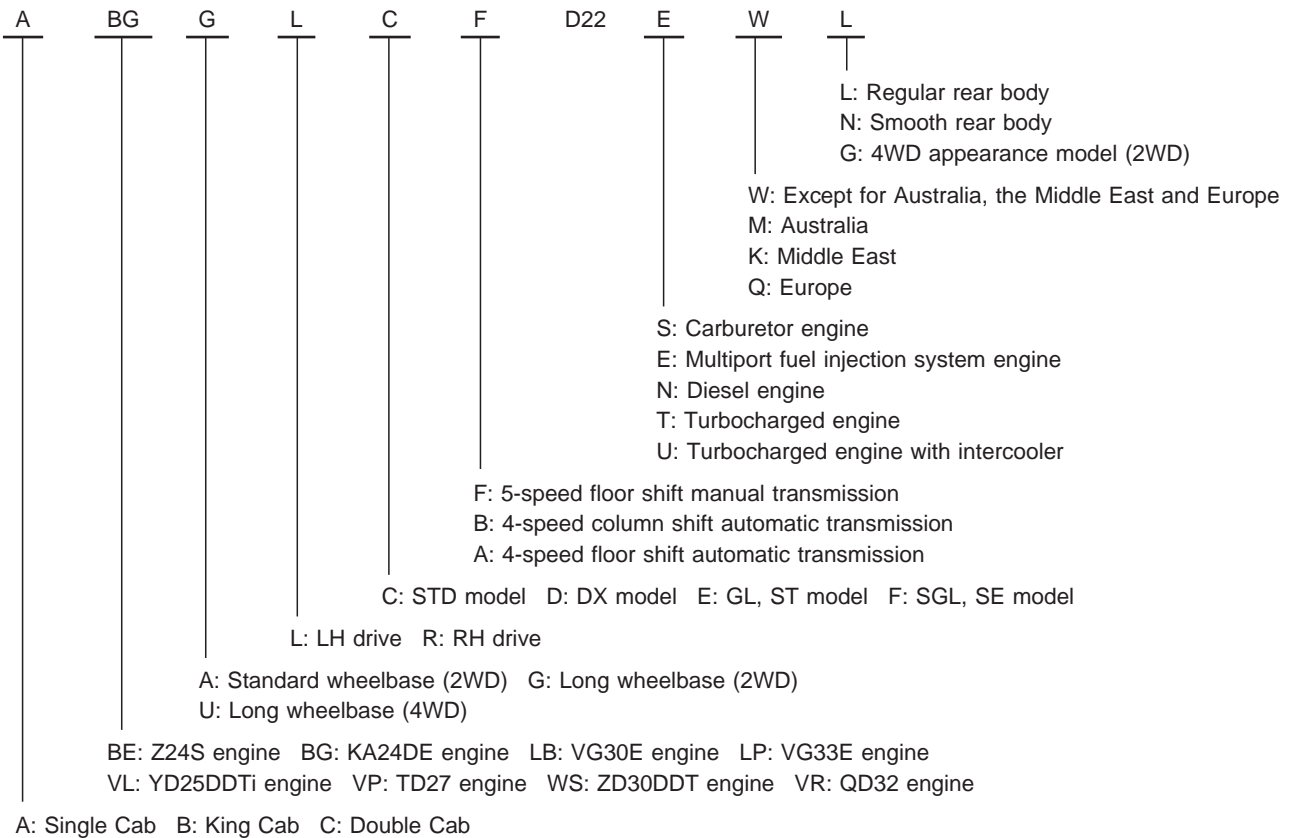 A BG G L C F D22 E W L
L: Regular rear body
N: Smooth rear body
G: 4WD appearance model (2WD)
W: Except for Australia, the Middle East and Europe
M: Australia
K: Middle East
Q: Europe
S: Carburetor engine
E: Multiport fuel injection system engine
N: Diesel engine
T: Turbocharged engine
U: Turbocharged engine with intercooler
F: 5-speed floor shift manual transmission
B: 4-speed column shift automatic transmission
A: 4-speed floor shift automatic transmission
C: STD model D: DX model E: GL, ST model F: SGL, SE model
L: LH drive R: RH drive
A: Standard wheelbase (2WD) G: Long wheelbase (2WD)
U: Long wheelbase (4WD)
BE: Z24S engine BG: KA24DE engine LB: VG30E engine LP: VG33E engine
VL: YD25DDTi engine VP: TD27 engine WS: ZD30DDT engine VR: QD32 engine
A: Single Cab B: King Cab C: Double Cab